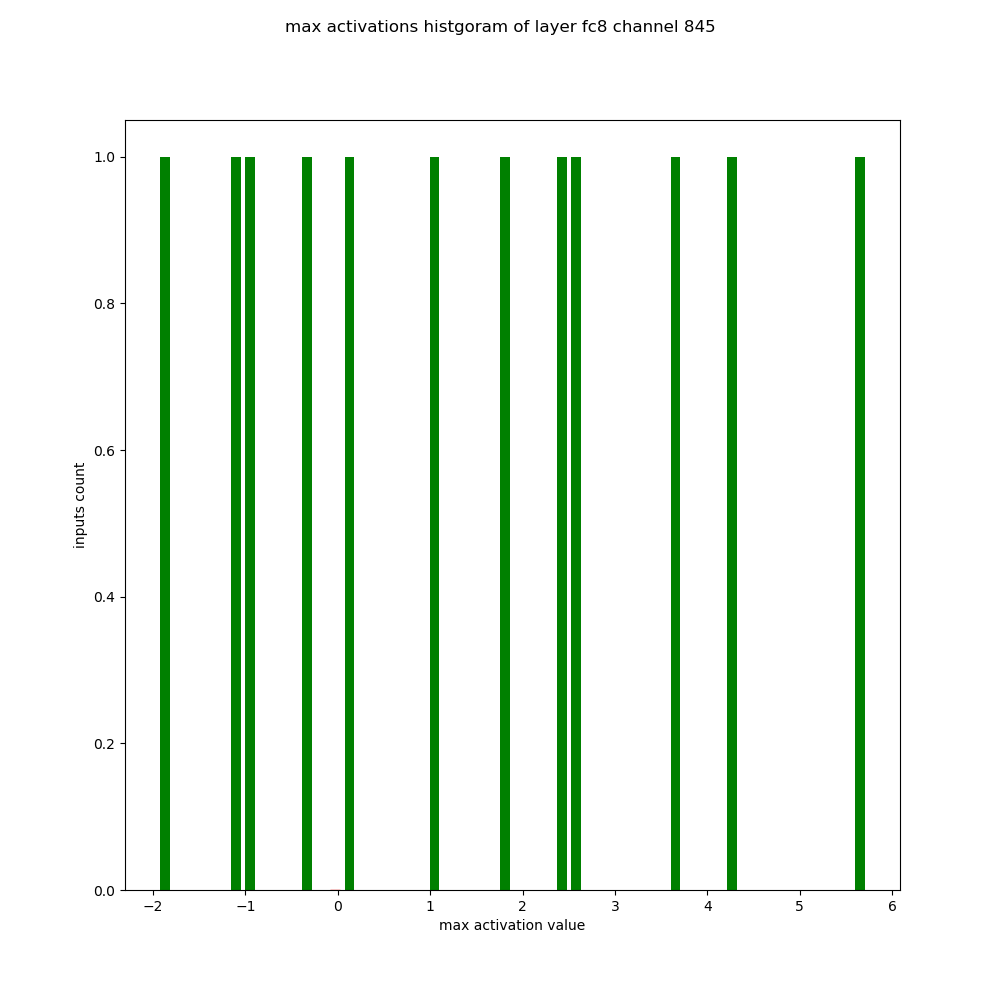 max activations histgoram of layer fc8 channel 845
1.0
0.8
0.6
0.4
0.2
0.0
inputs count
−2 −1 0 1 2 3 4 5 6
max activation value